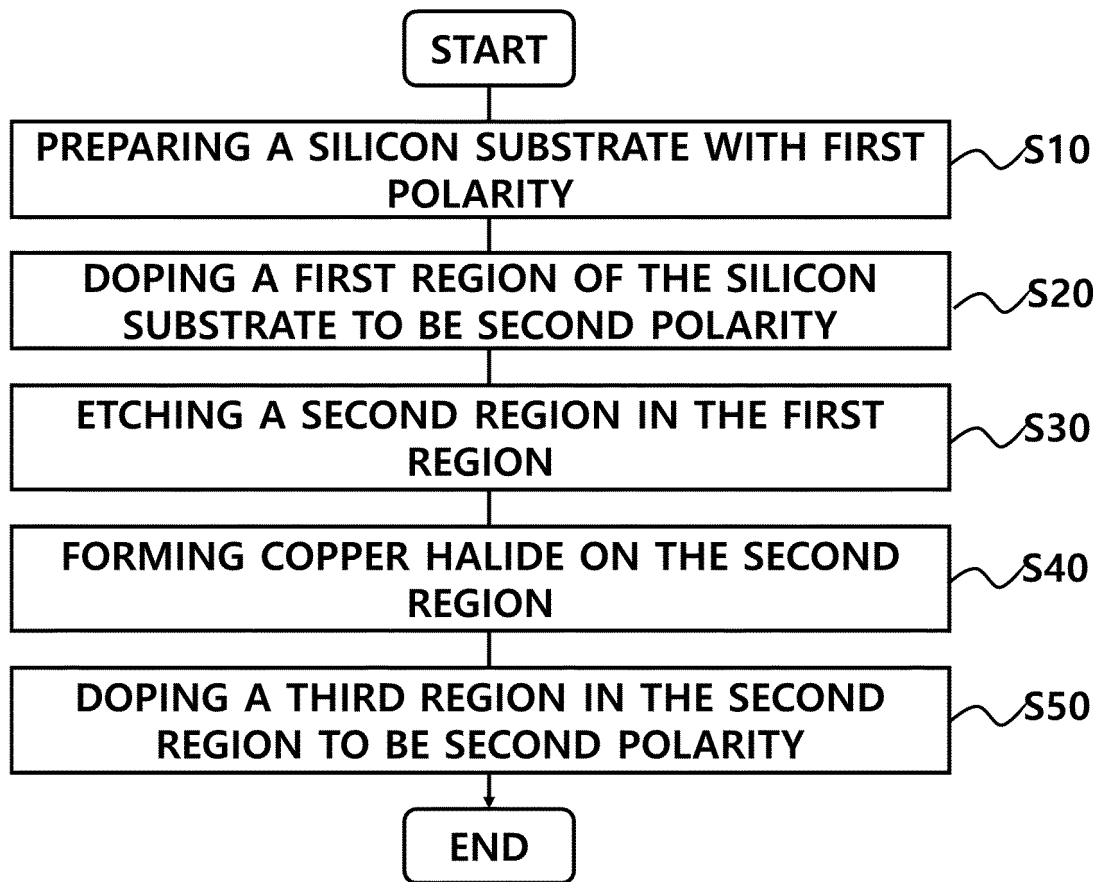 START
PREPARING A SILICON SUBSTRATE WITH FIRST
POLARITY
S10
DOPING A FIRST REGION OF THE SILICON
SUBSTRATE TO BE SECOND POLARITY
S20
ETCHING A SECOND REGION IN THE FIRST
REGION
S30
FORMING COPPER HALIDE ON THE SECOND
REGION
S40
DOPING A THIRD REGION IN THE SECOND
REGION TO BE SECOND POLARITY
S50
END